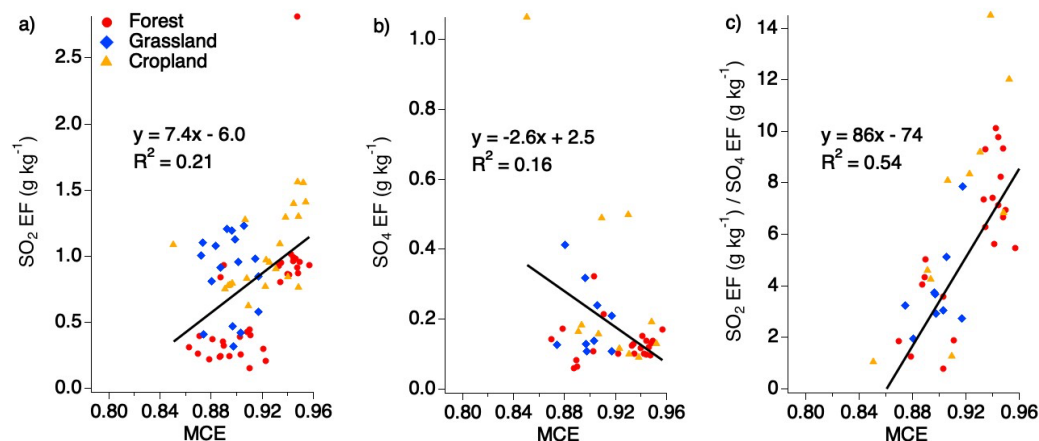 a)
Forest
Grassland
Cropland
2.5
2.0
1.5
1.0
0.5
0.0
SO₂ EF (g kg⁻¹)
y = 7.4x - 6.0
R² = 0.21
0.80 0.84 0.88 0.92 0.96
MCE
b)
1.0
0.8
0.6
0.4
0.2
0.0
SO₄ EF (g kg⁻¹)
y = -2.6x + 2.5
R² = 0.16
0.80 0.84 0.88 0.92 0.96
MCE
c)
14
12
10
8
6
4
2
0
SO₂ EF (g kg⁻¹) / SO₄ EF (g kg⁻¹)
y = 86x - 74
R² = 0.54
0.80 0.84 0.88 0.92 0.96
MCE